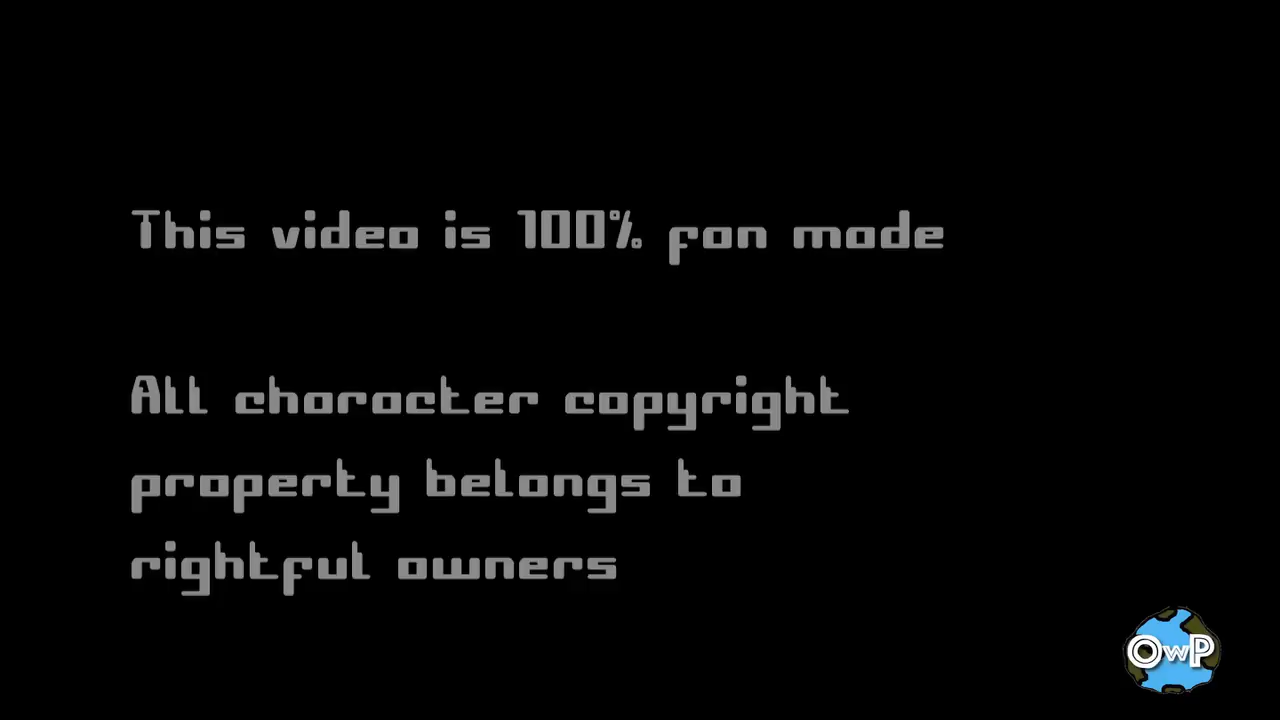 This video is 100% fan made
All character copyright
property belongs to
rightful owners
OwP